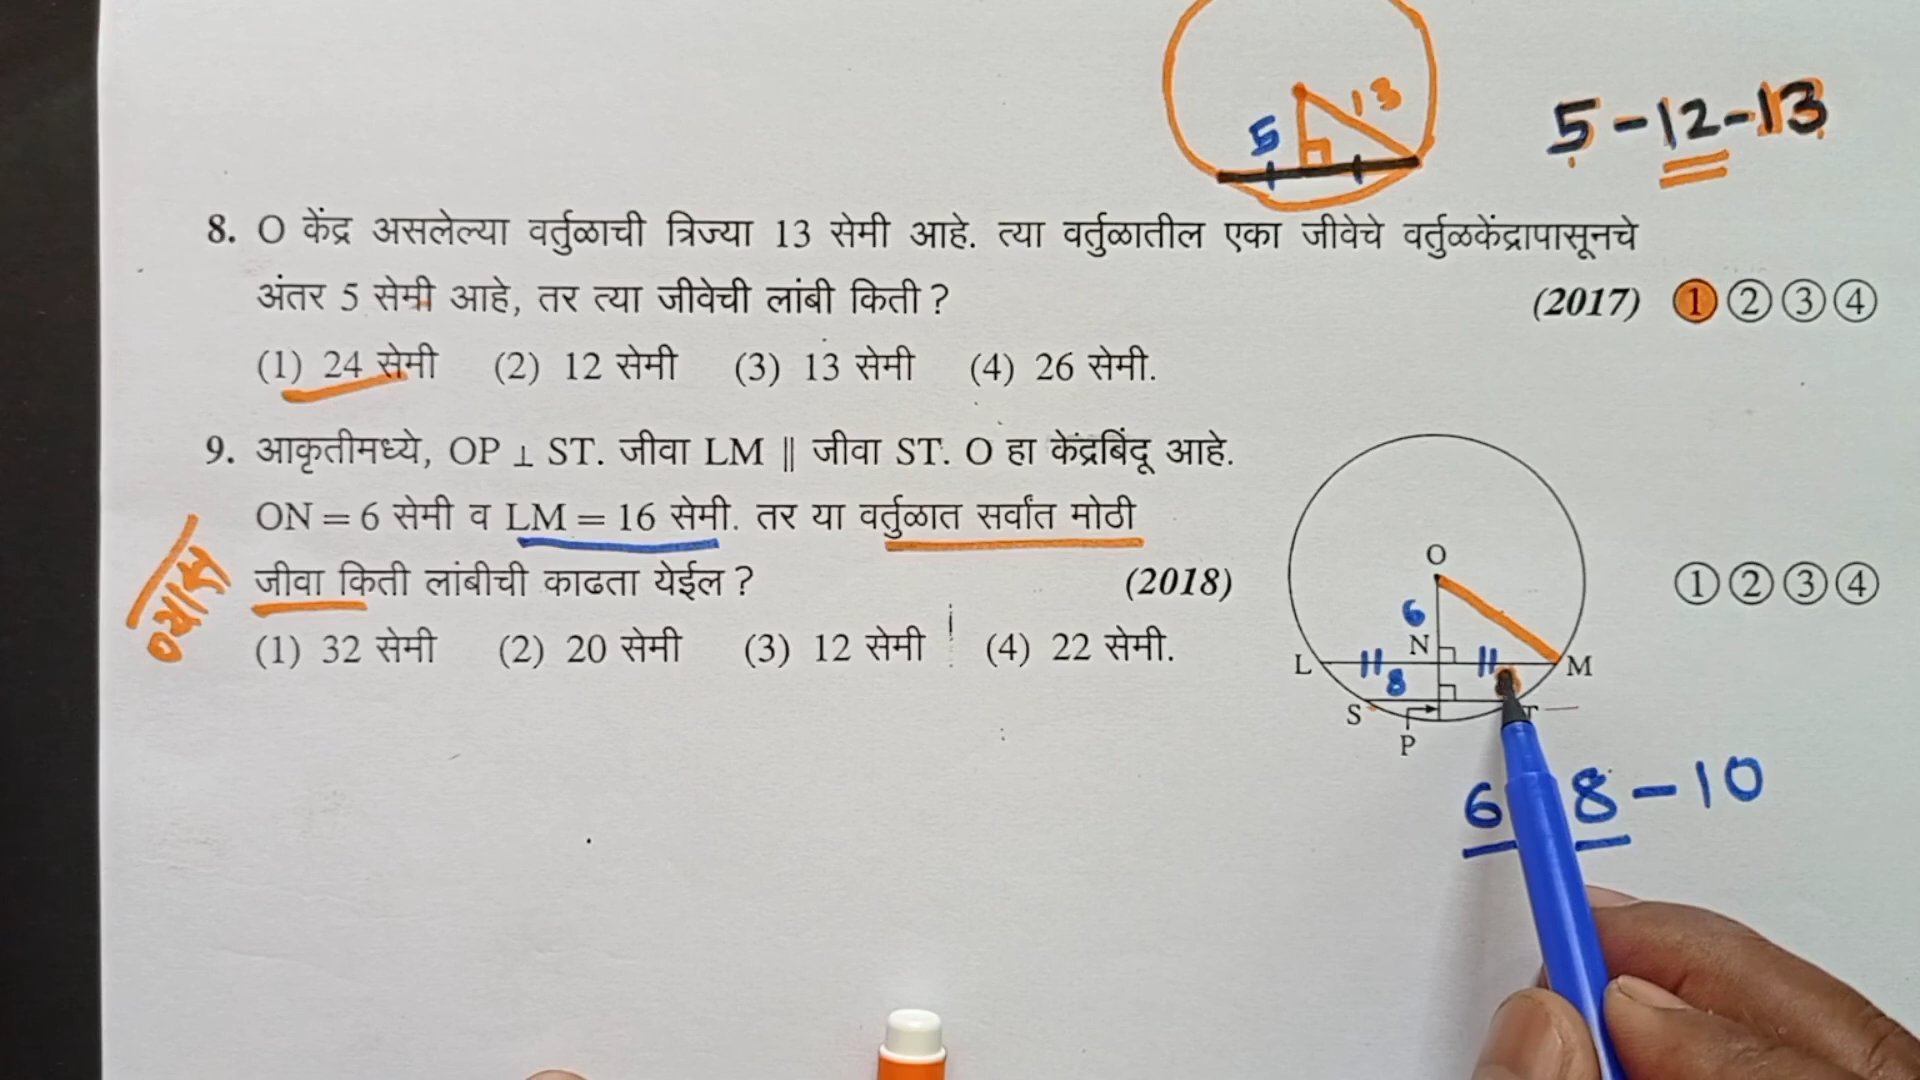 13
5
5-12-13
8. O केंद्र असलेल्या वर्तुळाची त्रिज्या 13 सेमी आहे. त्या वर्तुळातील एका जीवेचे वर्तुळकेंद्रापासूनचे
अंतर 5 सेमी आहे, तर त्या जीवेची लांबी किती ? (2017) ① ② ③ ④
(1) 24 सेमी (2) 12 सेमी (3) 13 सेमी (4) 26 सेमी.
9. आकृतीमध्ये, OP ⊥ ST. जीवा LM || जीवा ST. O हा केंद्रबिंदू आहे.
ON = 6 सेमी व LM = 16 सेमी. तर या वर्तुळात सर्वांत मोठी
जीवा किती लांबीची काढता येईल ? (2018) ① ② ③ ④
(1) 32 सेमी (2) 20 सेमी (3) 12 सेमी (4) 22 सेमी.
व्यास
O
6
N
L M
8
S T
P
6 8-10